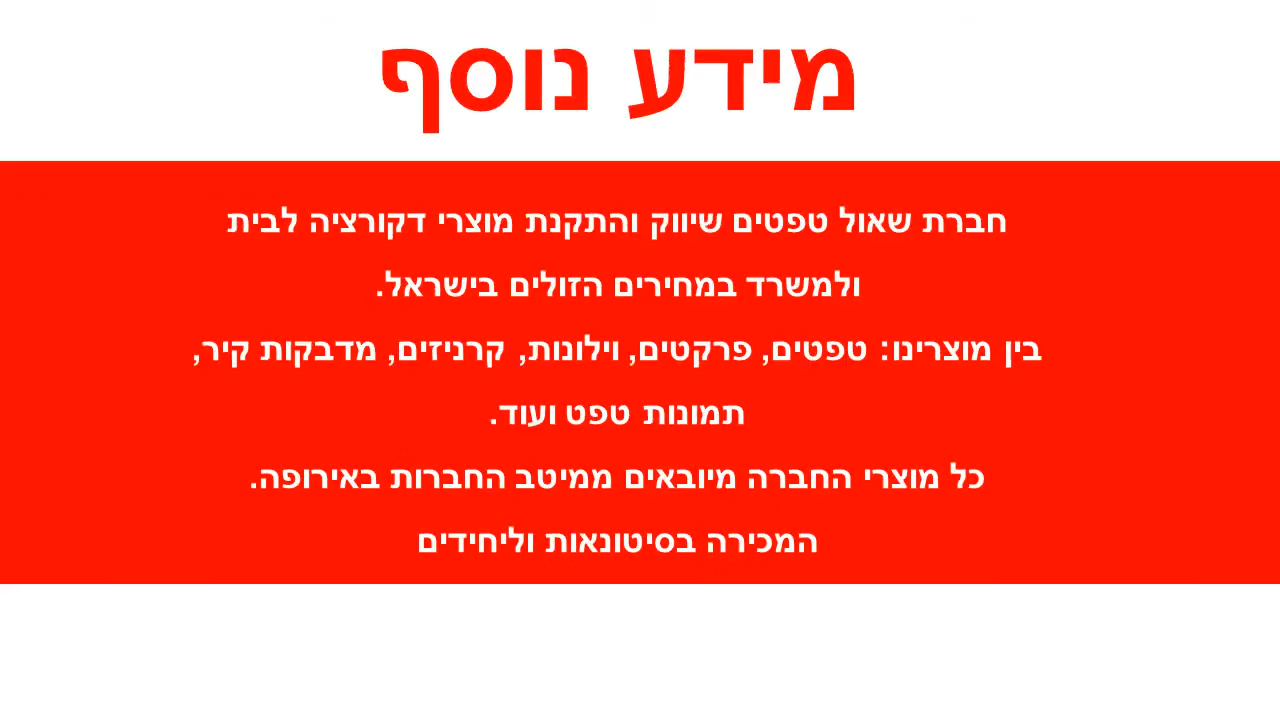 מידע נוסף
חברת שאול טפטים שיווק והתקנת מוצרי דקורציה לבית
ולמשרד במחירים הזולים בישראל.
בין מוצרינו: טפטים, פרקטים, וילונות, קרניזים, מדבקות קיר,
תמונות טפט ועוד.
כל מוצרי החברה מיובאים ממיטב החברות באירופה.
המכירה בסיטונאות וליחידים